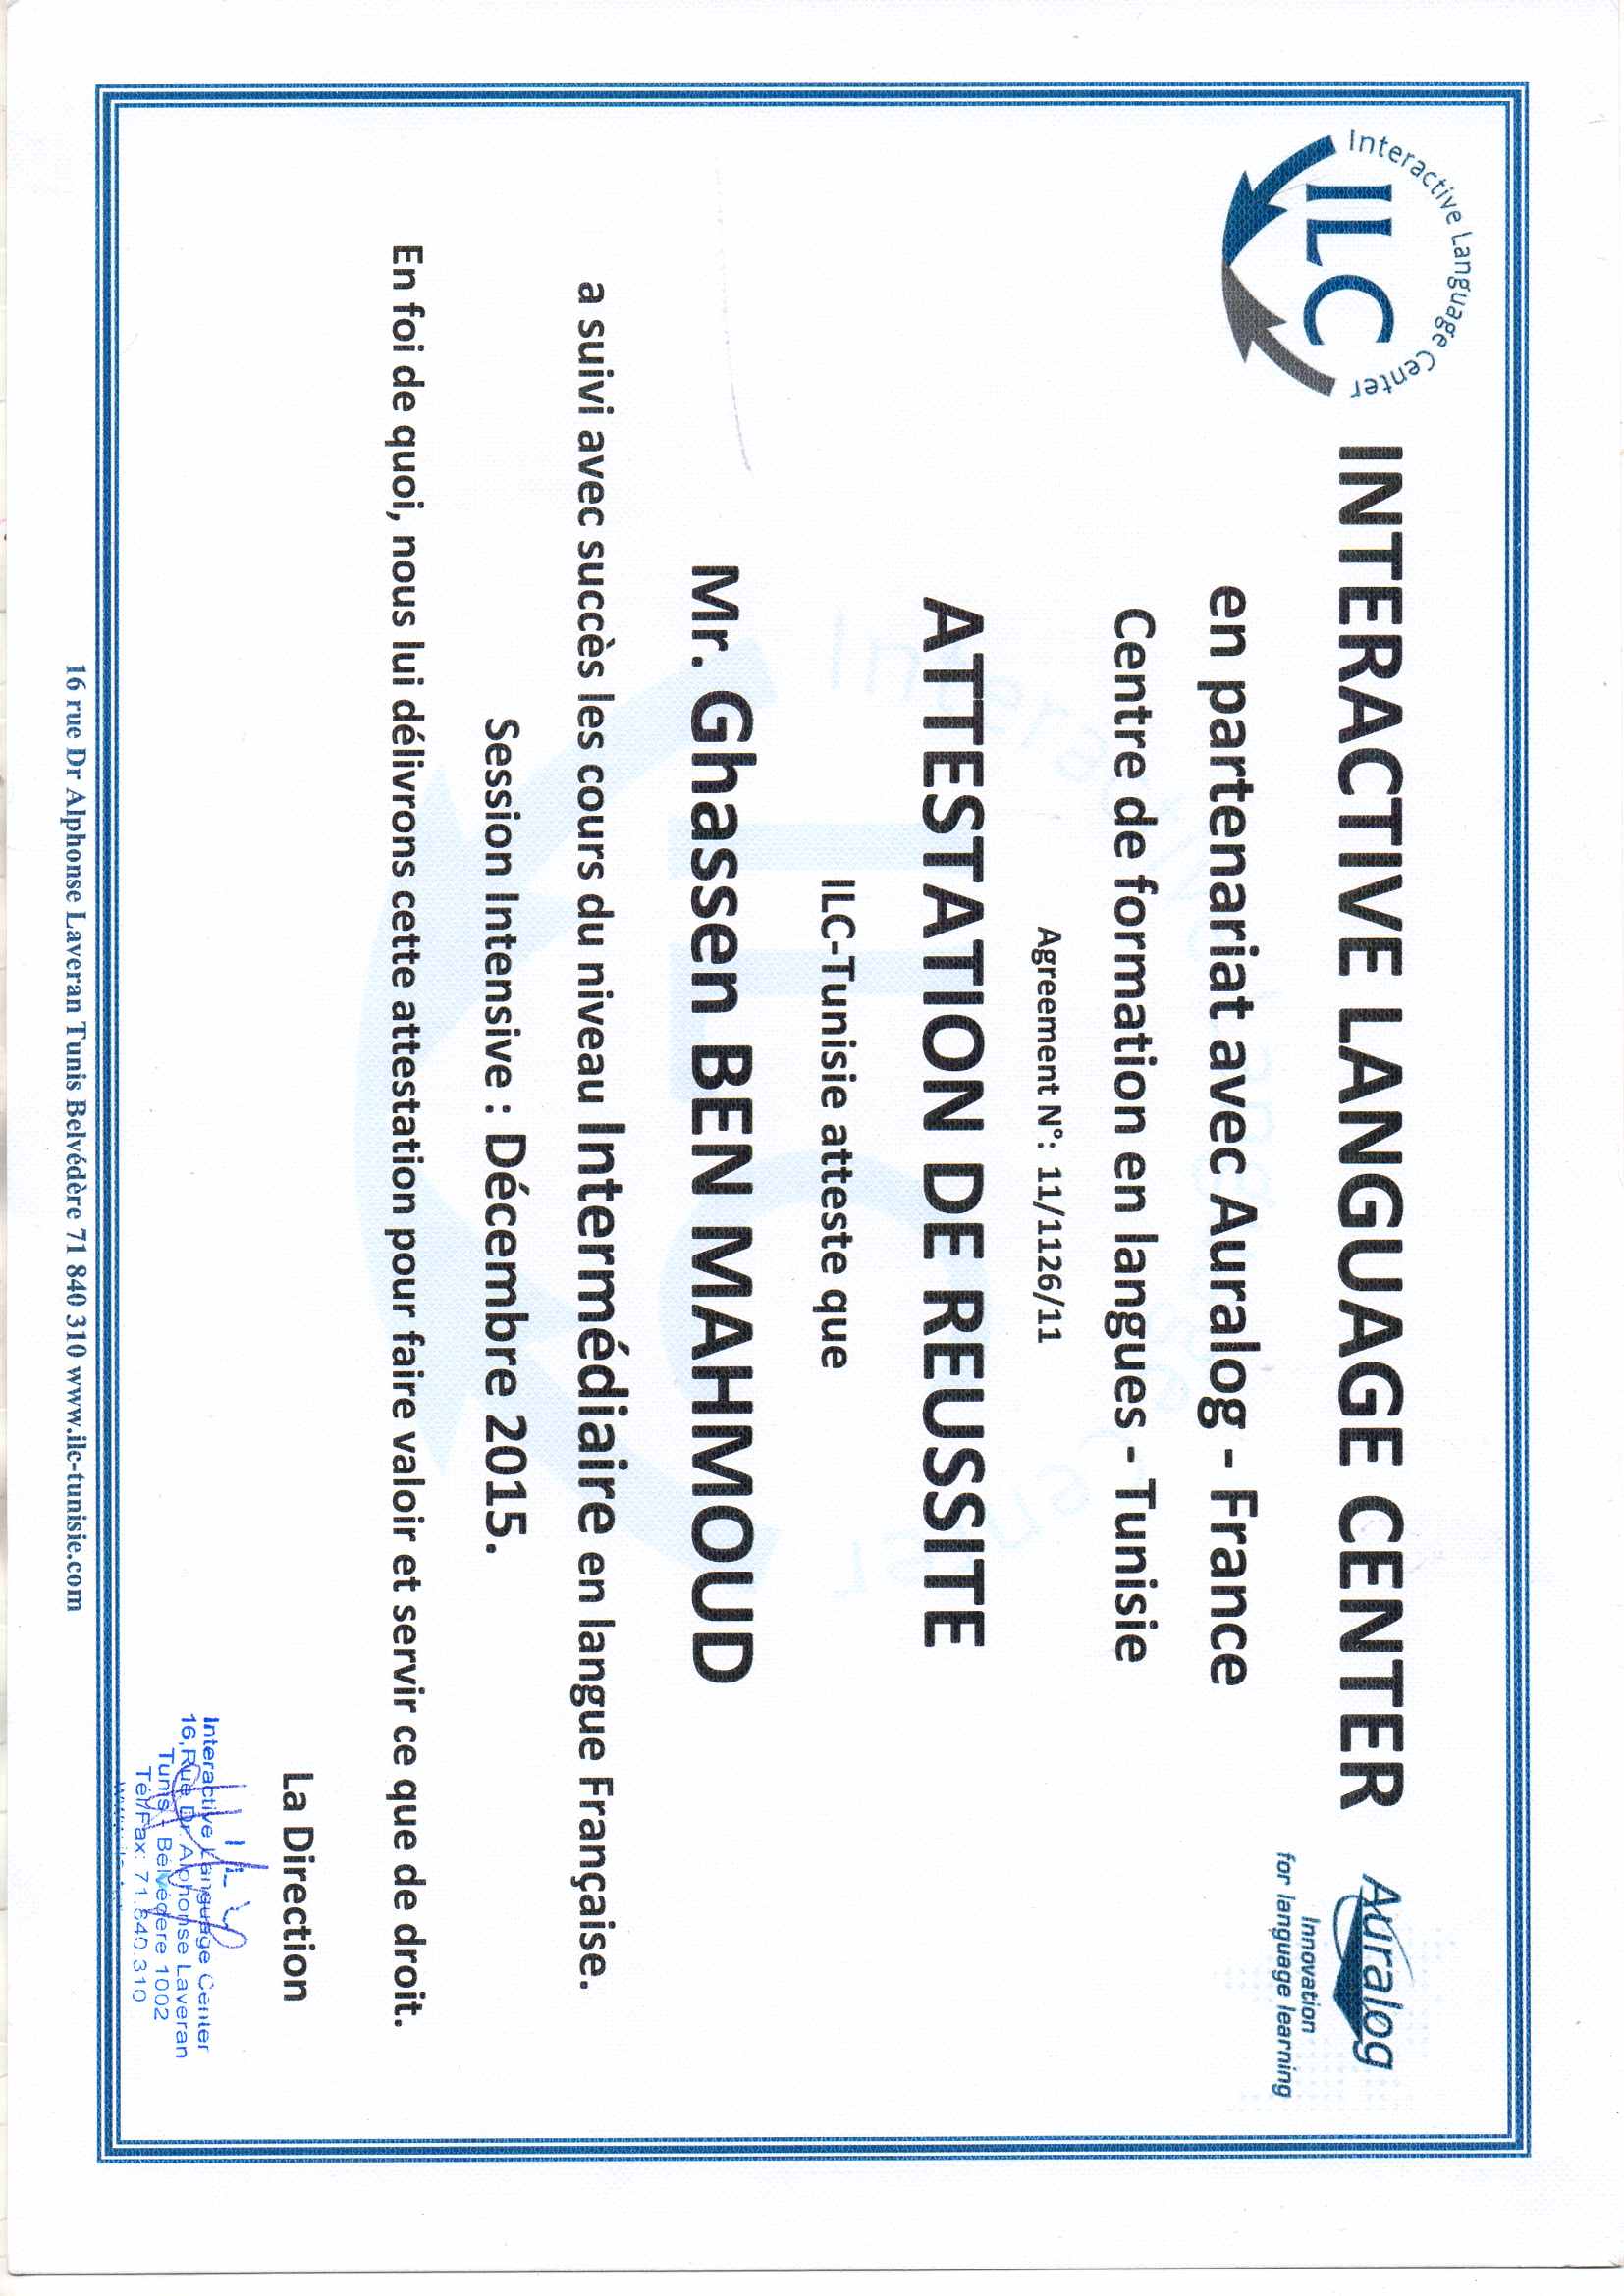 Interactive Language Center
ILC
INTERACTIVE LANGUAGE CENTER
Auralog
Innovation
for language learning
en partenariat avec Auralog - France
Centre de formation en langues - Tunisie
Agreement N°: 11/1126/11
ATTESTATION DE REUSSITE
ILC-Tunisie atteste que
Mr. Ghassen BEN MAHMOUD
a suivi avec succès les cours du niveau Intermédiaire en langue Française.
Session Intensive : Décembre 2015.
En foi de quoi, nous lui délivrons cette attestation pour faire valoir et servir ce que de droit.
La Direction
Interactive Language Center
16,Rue Dr. Alphonse Laveran
Tunis - Bélvédere 1002
Tél/Fax: 71.840.310
16 rue Dr Alphonse Laveran Tunis Belvédère 71 840 310 www.ilc-tunisie.com